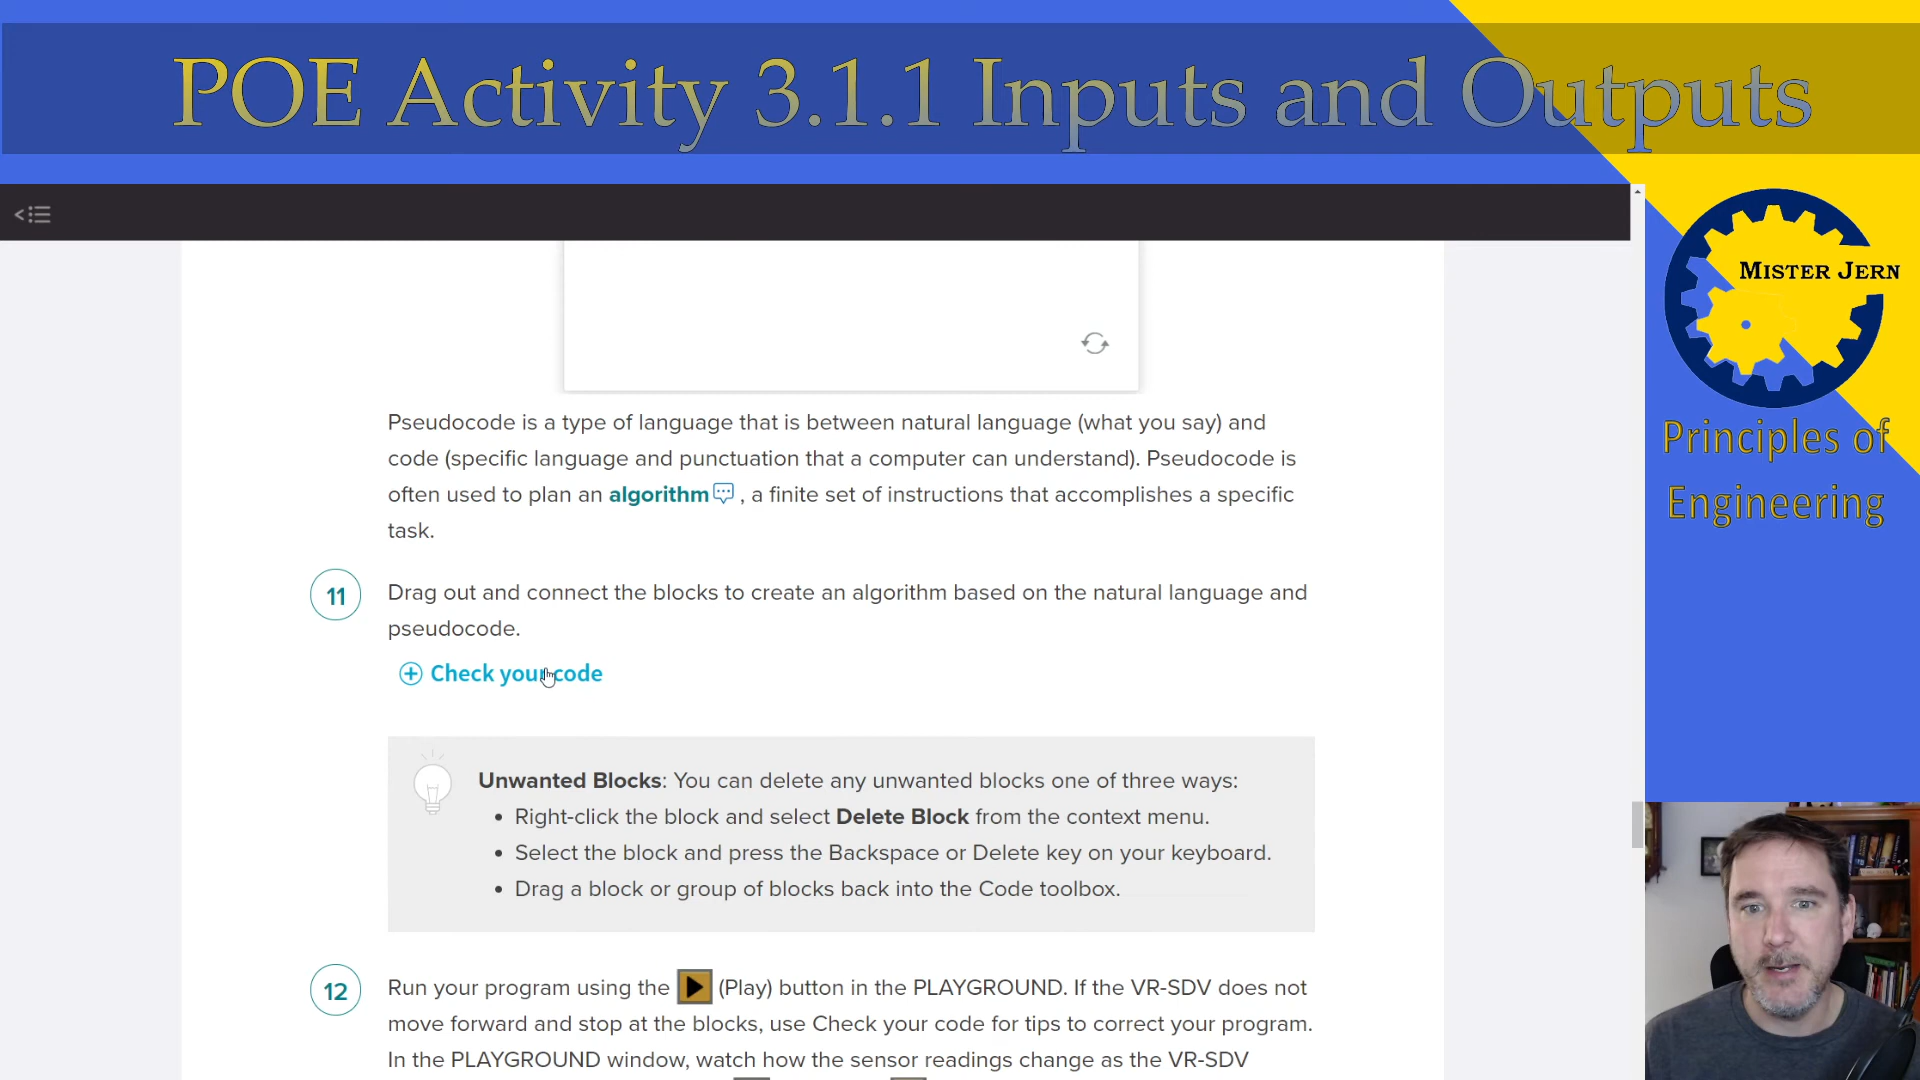 POE Activity 3.1.1 Inputs and Outputs
MISTER JERN
Principles of
Engineering
Pseudocode is a type of language that is between natural language (what you say) and
code (specific language and punctuation that a computer can understand). Pseudocode is
often used to plan an algorithm , a finite set of instructions that accomplishes a specific
task.
11 Drag out and connect the blocks to create an algorithm based on the natural language and
pseudocode.
Check your code
Unwanted Blocks: You can delete any unwanted blocks one of three ways:
• Right-click the block and select Delete Block from the context menu.
• Select the block and press the Backspace or Delete key on your keyboard.
• Drag a block or group of blocks back into the Code toolbox.
12 Run your program using the (Play) button in the PLAYGROUND. If the VR-SDV does not
move forward and stop at the blocks, use Check your code for tips to correct your program.
In the PLAYGROUND window, watch how the sensor readings change as the VR-SDV